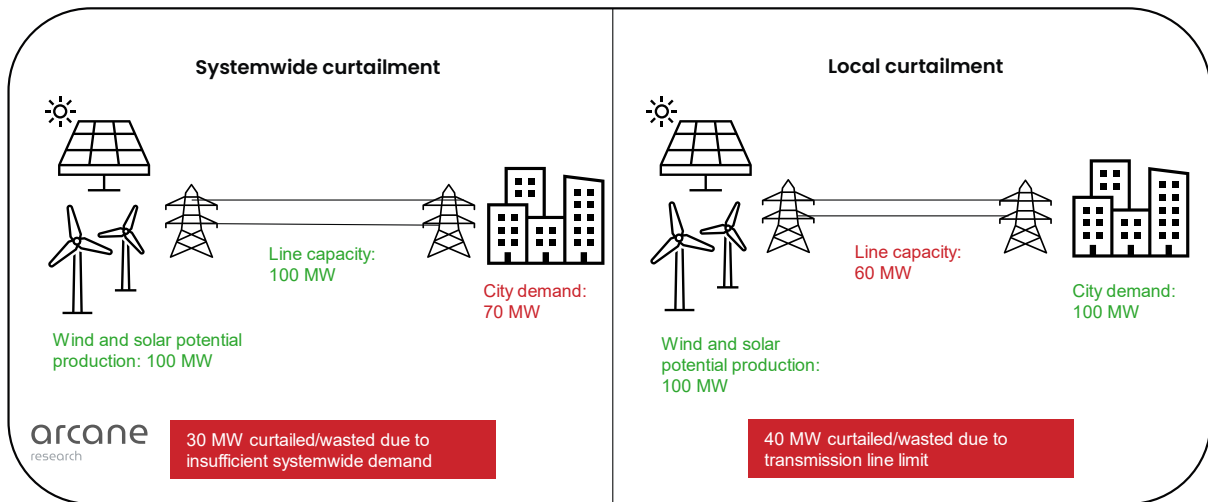 Systemwide curtailment
Line capacity:
100 MW
City demand:
70 MW
Wind and solar potential
production: 100 MW
30 MW curtailed/wasted due to
insufficient systemwide demand
arcane
research
Local curtailment
Line capacity:
60 MW
City demand:
100 MW
Wind and solar
potential production:
100 MW
40 MW curtailed/wasted due to
transmission line limit